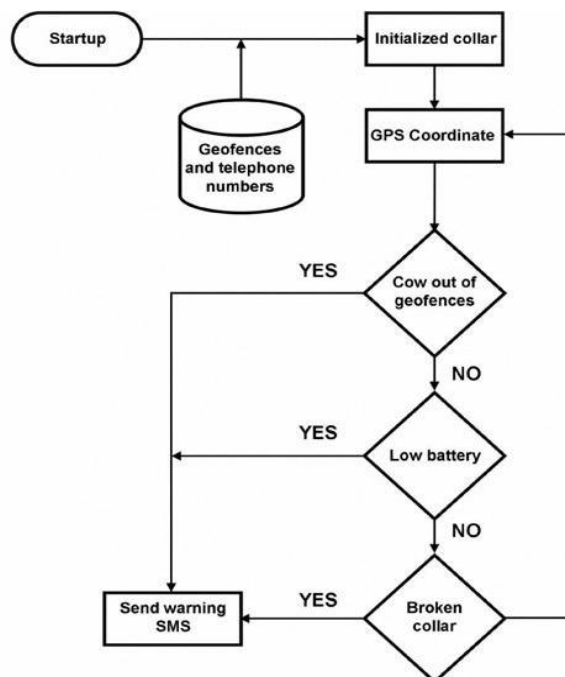 Startup
Initialized collar
GPS Coordinate
Geofences
and telephone
numbers
YES
Cow out of
geofences
NO
YES
Low battery
NO
Send warning
SMS
YES
Broken
collar